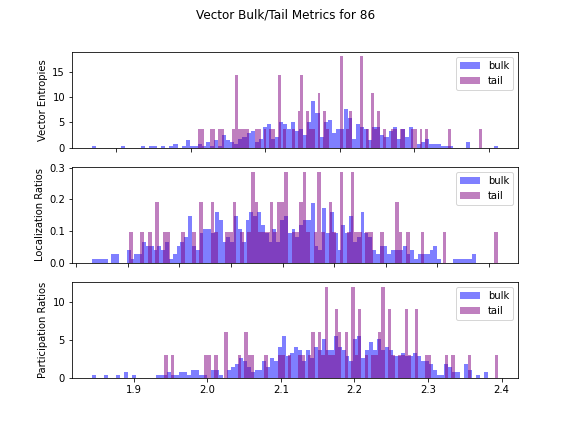 Vector Bulk/Tail Metrics for 86
Vector Entropies
15
10
5
0
bulk
tail
Localization Ratios
0.3
0.2
0.1
0.0
bulk
tail
Participation Ratios
10
5
0
bulk
tail
1.9 2.0 2.1 2.2 2.3 2.4